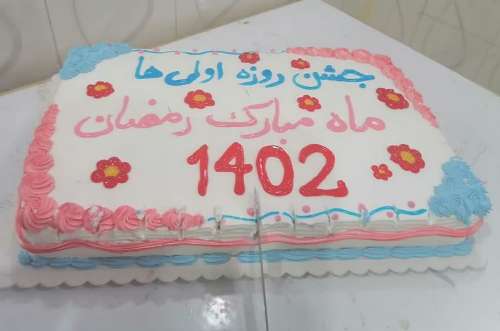 جشن روزه اولی ها
ماه مبارک رمضان
1402